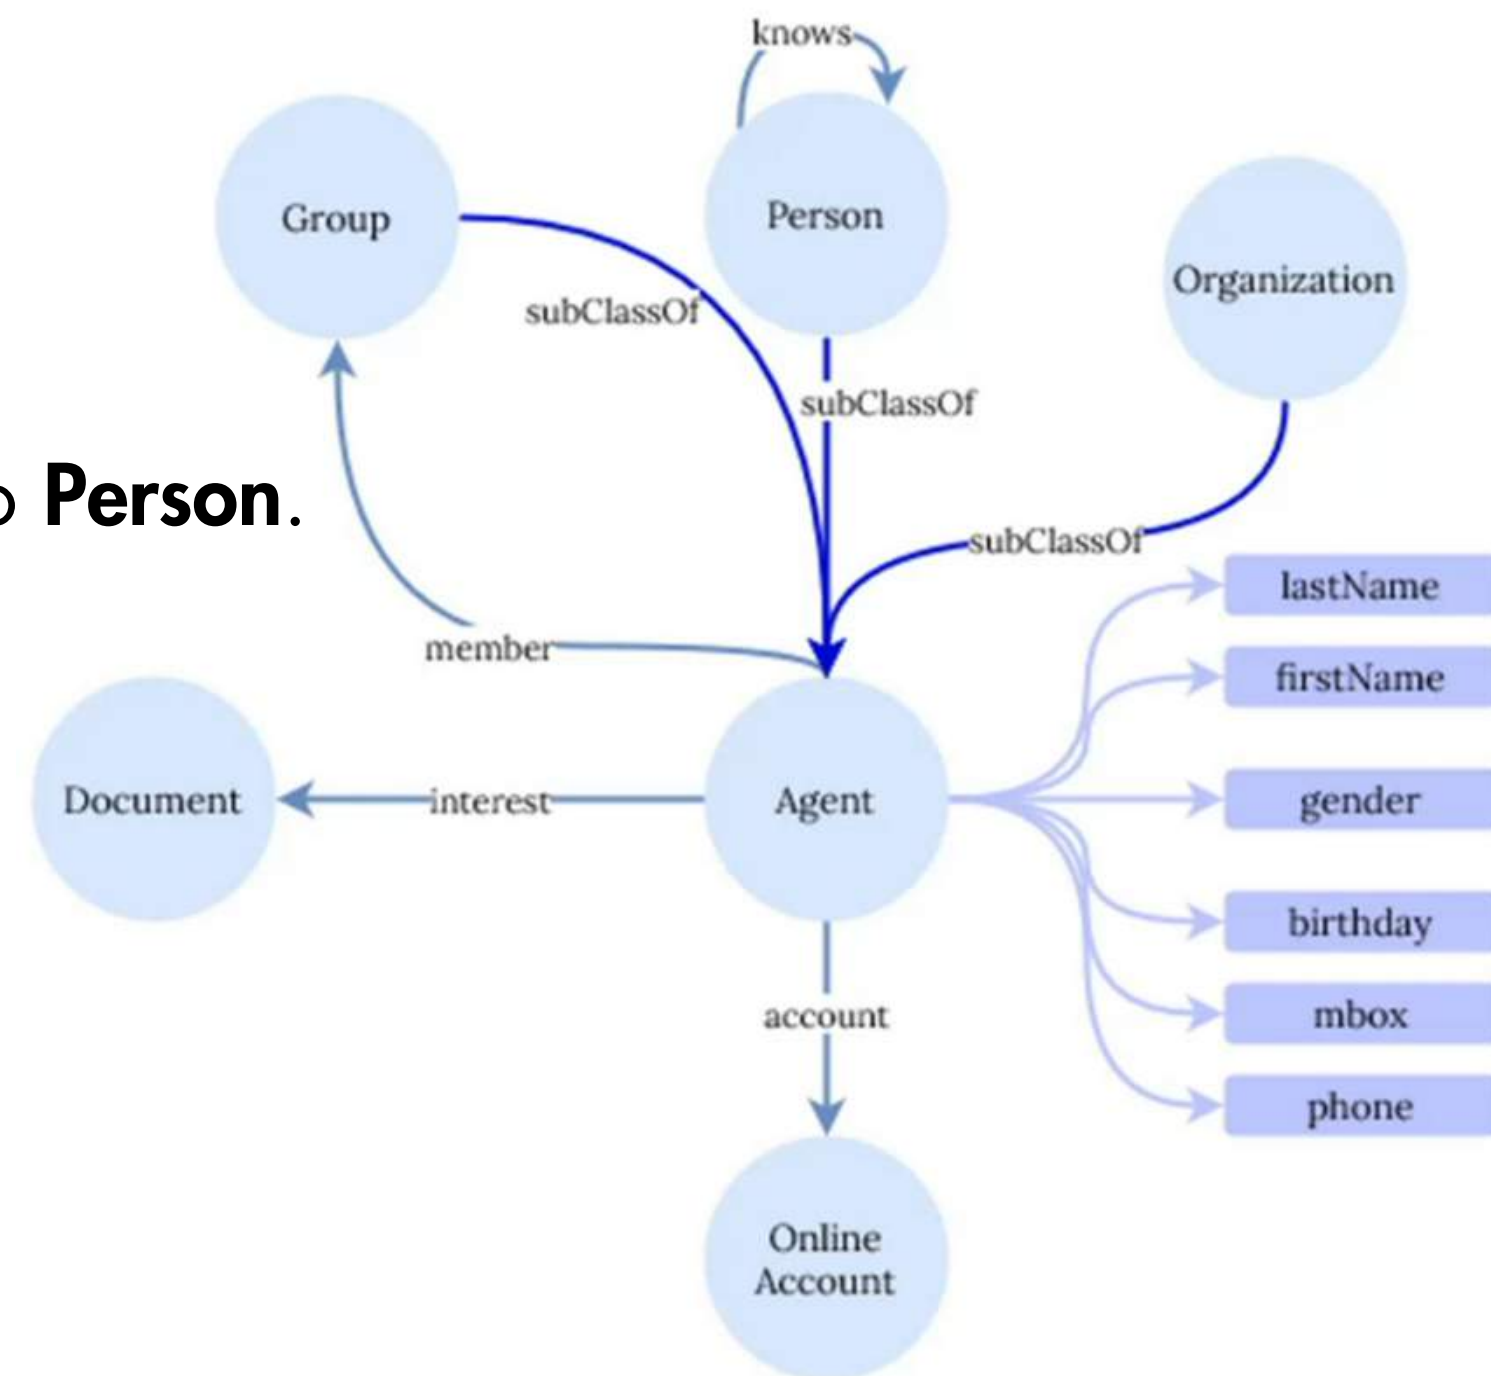 knows
Group
Person
Organization
subClassOf
subClassOf
Person.
subClassOf
lastName
member
firstName
Document
interest
Agent
gender
birthday
account
mbox
phone
Online
Account